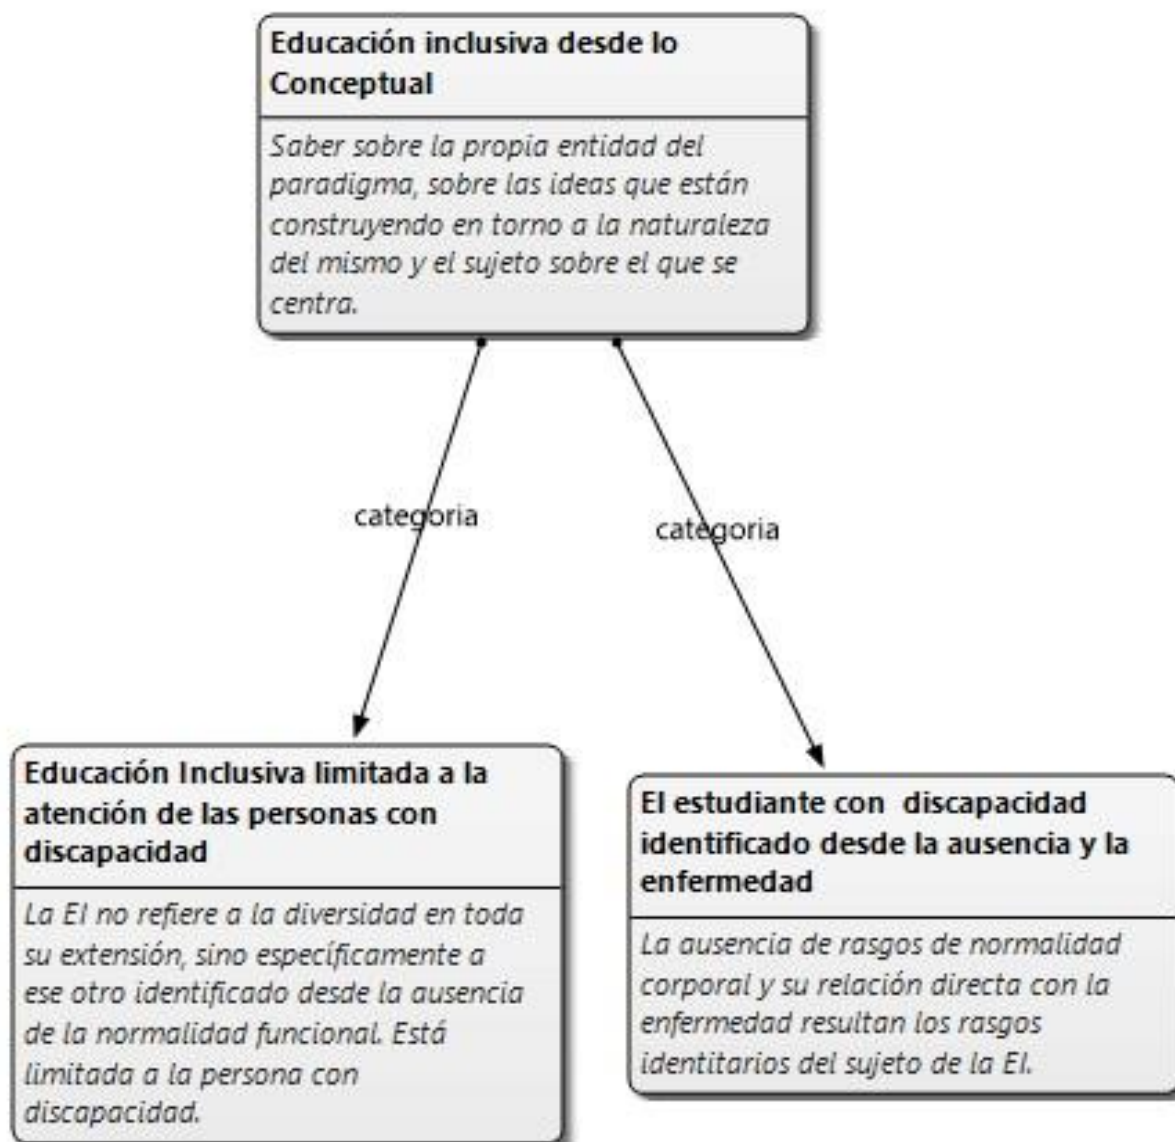 Educación inclusiva desde lo
Conceptual
Saber sobre la propia entidad del
paradigma, sobre las ideas que están
construyendo en torno a la naturaleza
del mismo y el sujeto sobre el que se
centra.
categoria
categoria
Educación Inclusiva limitada a la
atención de las personas con
discapacidad
La EI no refiere a la diversidad en toda
su extensión, sino específicamente a
ese otro identificado desde la ausencia
de la normalidad funcional. Está
limitada a la persona con
discapacidad.
El estudiante con  discapacidad
identificado desde la ausencia y la
enfermedad
La ausencia de rasgos de normalidad
corporal y su relación directa con la
enfermedad resultan los rasgos
identitarios del sujeto de la EI.